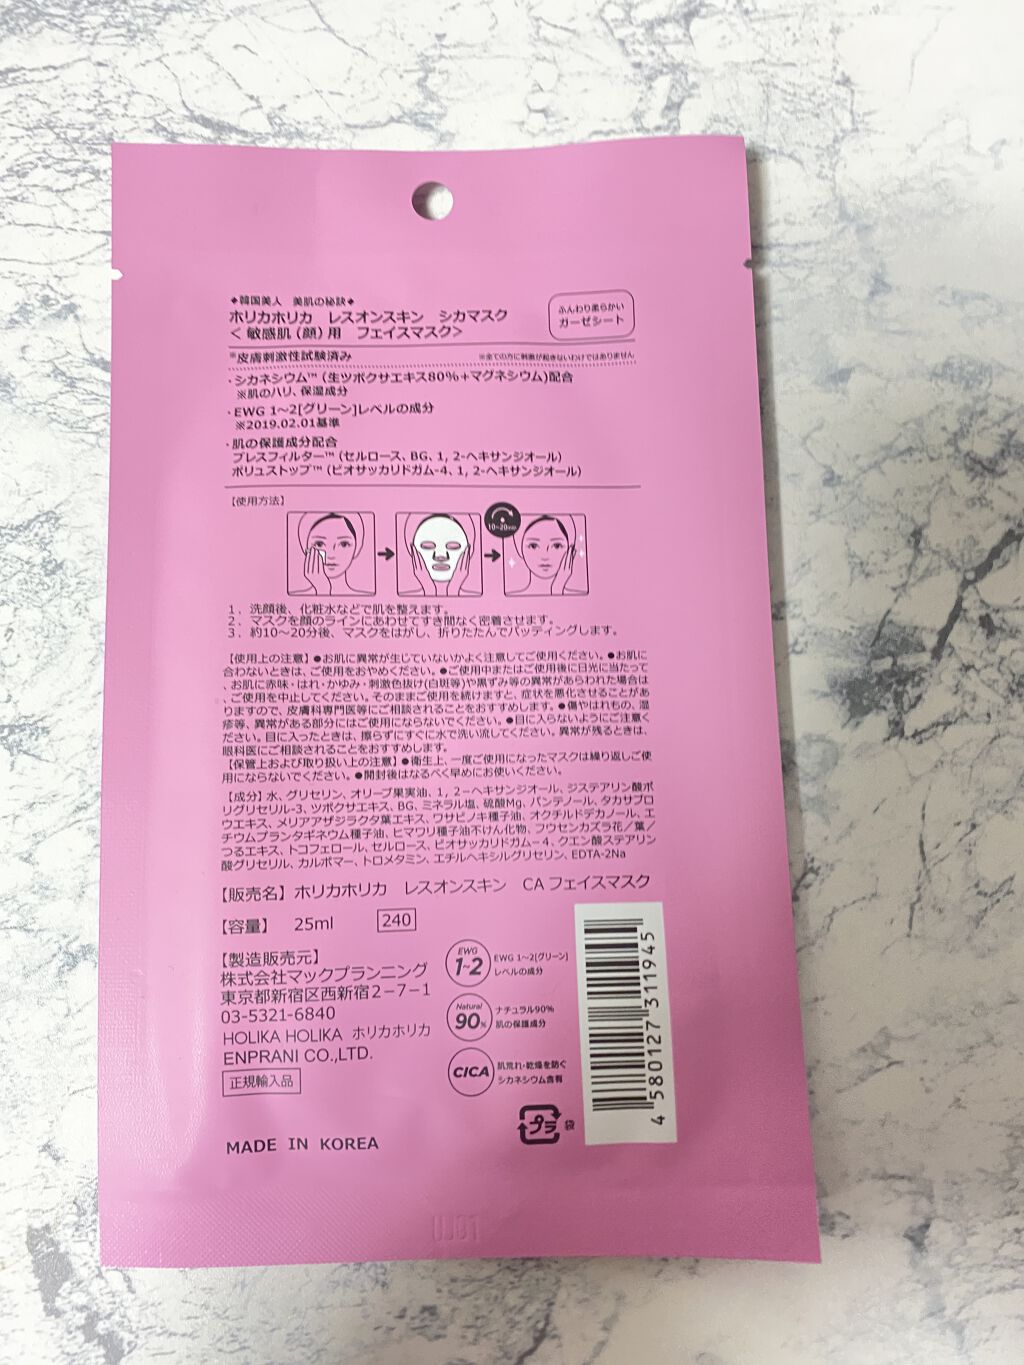 ◆韓国美人 美肌の秘訣◆
ホリカホリカ レスオンスキン シカマスク
＜敏感肌（顔）用 フェイスマスク＞
ふんわり柔らかい
ガーゼシート
※皮膚刺激性試験済み
※全ての方に刺激が起きないわけではありません
・シカネシウム™（生ツボクサエキス80%＋マグネシウム)配合
※肌のハリ、保湿成分
・EWG 1〜2[グリーン]レベルの成分
※2019.02.01基準
・肌の保護成分配合
ブレスフィルター™（セルロース、BG、1，2-ヘキサンジオール）
ポリュストップ™（ビオサッカリドガム-4、1，2-ヘキサンジオール）
【使用方法】
10~20min
1．洗顔後、化粧水などで肌を整えます。
2．マスクを顔のラインにあわせてすき間なく密着させます。
3．約10〜20分後、マスクをはがし、折りたたんでパッティングします。
【使用上の注意】●お肌に異常が生じていないかよく注意してご使用ください。●お肌に
合わないときは、ご使用をおやめください。●ご使用中またはご使用後に日光に当たって
、お肌に赤味・はれ・かゆみ・刺激色抜け(白斑等)や黒ずみ等の異常があらわれた場合は
、ご使用を中止してください。そのままご使用を続けますと、症状を悪化させることがあ
りますので、皮膚科専門医等にご相談されることをおすすめします。●傷やはれもの、湿
疹等、異常がある部分にはご使用にならないでください。●目に入らないようにご注意く
ださい。目に入ったときは、擦らずにすぐに水で洗い流してください。異常が残るときは、
眼科医にご相談されることをおすすめします。
【保管上および取り扱い上の注意】●衛生上、一度ご使用になったマスクは繰り返しご使
用にならないでください。●開封後はなるべく早めにお使いください。
【成分】水、グリセリン、オリーブ果実油、1，2－ヘキサンジオール、ジステアリン酸ポ
リグリセリル-3、ツボクサエキス、BG、ミネラル塩、硫酸Mg、パンテノール、タカサブロ
ウエキス、メリアアザジラクタ葉エキス、ワサビノキ種子油、オクチルドデカノール、エ
チウムプランタギネウム種子油、ヒマワリ種子油不けん化物、フウセンカズラ花／葉／
つるエキス、トコフェロール、セルロース、ビオサッカリドガム－4、クエン酸ステアリン
酸グリセリル、カルボマー、トロメタミン、エチルヘキシルグリセリン、EDTA-2Na
【販売名】ホリカホリカ レスオンスキン CA フェイスマスク
【容量】 25ml 240
【製造販売元】
株式会社マックプランニング
東京都新宿区西新宿2－7－1
03-5321-6840
HOLIKA HOLIKA ホリカホリカ
ENPRANI CO.,LTD.
正規輸入品
EWG
1~2
EWG 1〜2[グリーン]
レベルの成分
Natural
90%
ナチュラル90%
肌の保護成分
CICA
肌荒れ・乾燥を防ぐ
シカネシウム含有
プラ
袋
4 580127 311945
MADE IN KOREA